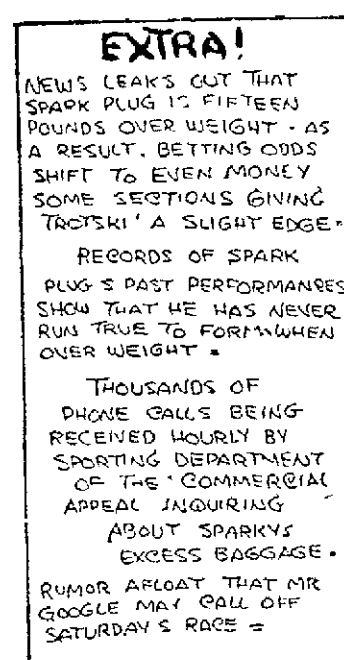 EXTRA!
NEWS LEAKS OUT THAT
SPARK PLUG IS FIFTEEN
POUNDS OVER WEIGHT - AS
A RESULT, BETTING ODDS
SHIFT TO EVEN MONEY
SOME SECTIONS GIVING
TROTSKI' A SLIGHT EDGE =
RECORDS OF SPARK
PLUG'S PAST PERFORMANCES
SHOW THAT HE HAS NEVER
RUN TRUE TO FORM WHEN
OVER WEIGHT =
THOUSANDS OF
PHONE CALLS BEING
RECEIVED HOURLY BY
SPORTING DEPARTMENT
OF THE COMMERCIAL
APPEAL INQUIRING
ABOUT SPARKYS
EXCESS BAGGAGE =
RUMOR AFLOAT THAT MR
GOOGLE MAY CALL OFF
SATURDAY'S RACE =